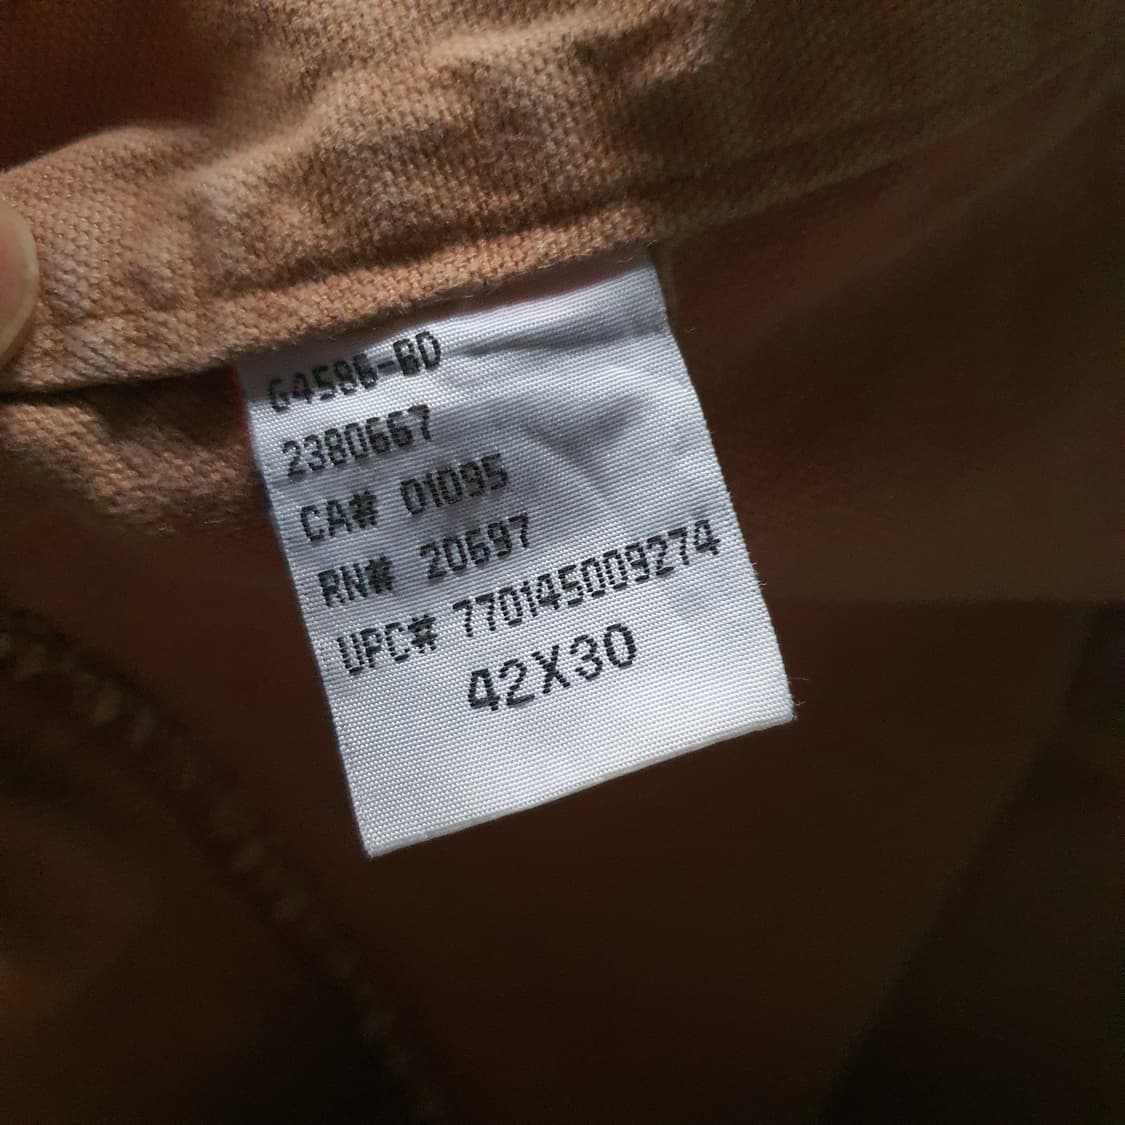 G4586-BD
2380667
CA# 01095
RN# 20697
UPC# 770145009274
42X30